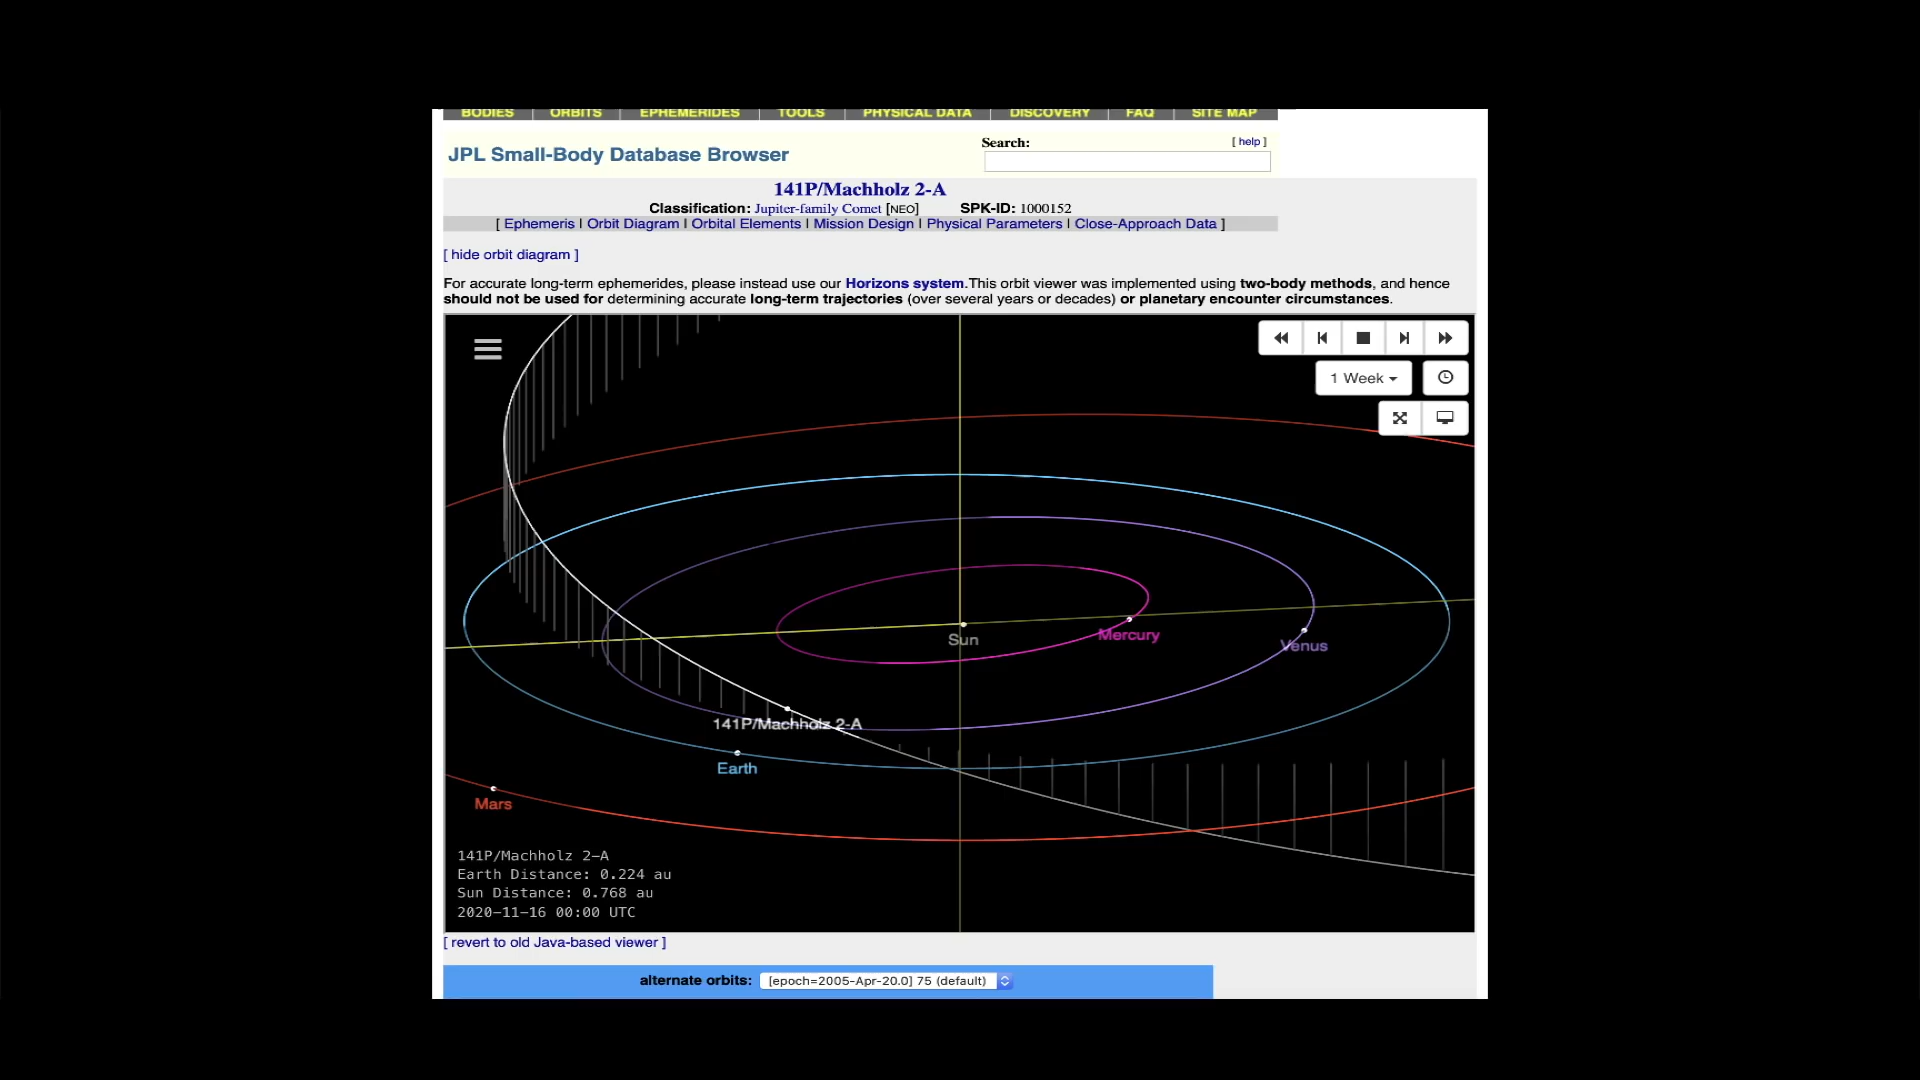 BODIES ORBITS EPHEMERIDES TOOLS PHYSICAL DATA DISCOVERY FAQ SITE MAP
JPL Small-Body Database Browser
Search:
[ help ]
141P/Machholz 2-A
Classification: Jupiter-family Comet [NEO] SPK-ID: 1000152
[ Ephemeris | Orbit Diagram | Orbital Elements | Mission Design | Physical Parameters | Close-Approach Data ]
[ hide orbit diagram ]
For accurate long-term ephemerides, please instead use our Horizons system.This orbit viewer was implemented using two-body methods, and hence
should not be used for determining accurate long-term trajectories (over several years or decades) or planetary encounter circumstances.
1 Week
Sun
Mercury
Venus
141P/Machholz 2-A
Earth
Mars
141P/Machholz 2-A
Earth Distance: 0.224 au
Sun Distance: 0.768 au
2020-11-16 00:00 UTC
[ revert to old Java-based viewer ]
alternate orbits: [epoch=2005-Apr-20.0] 75 (default)